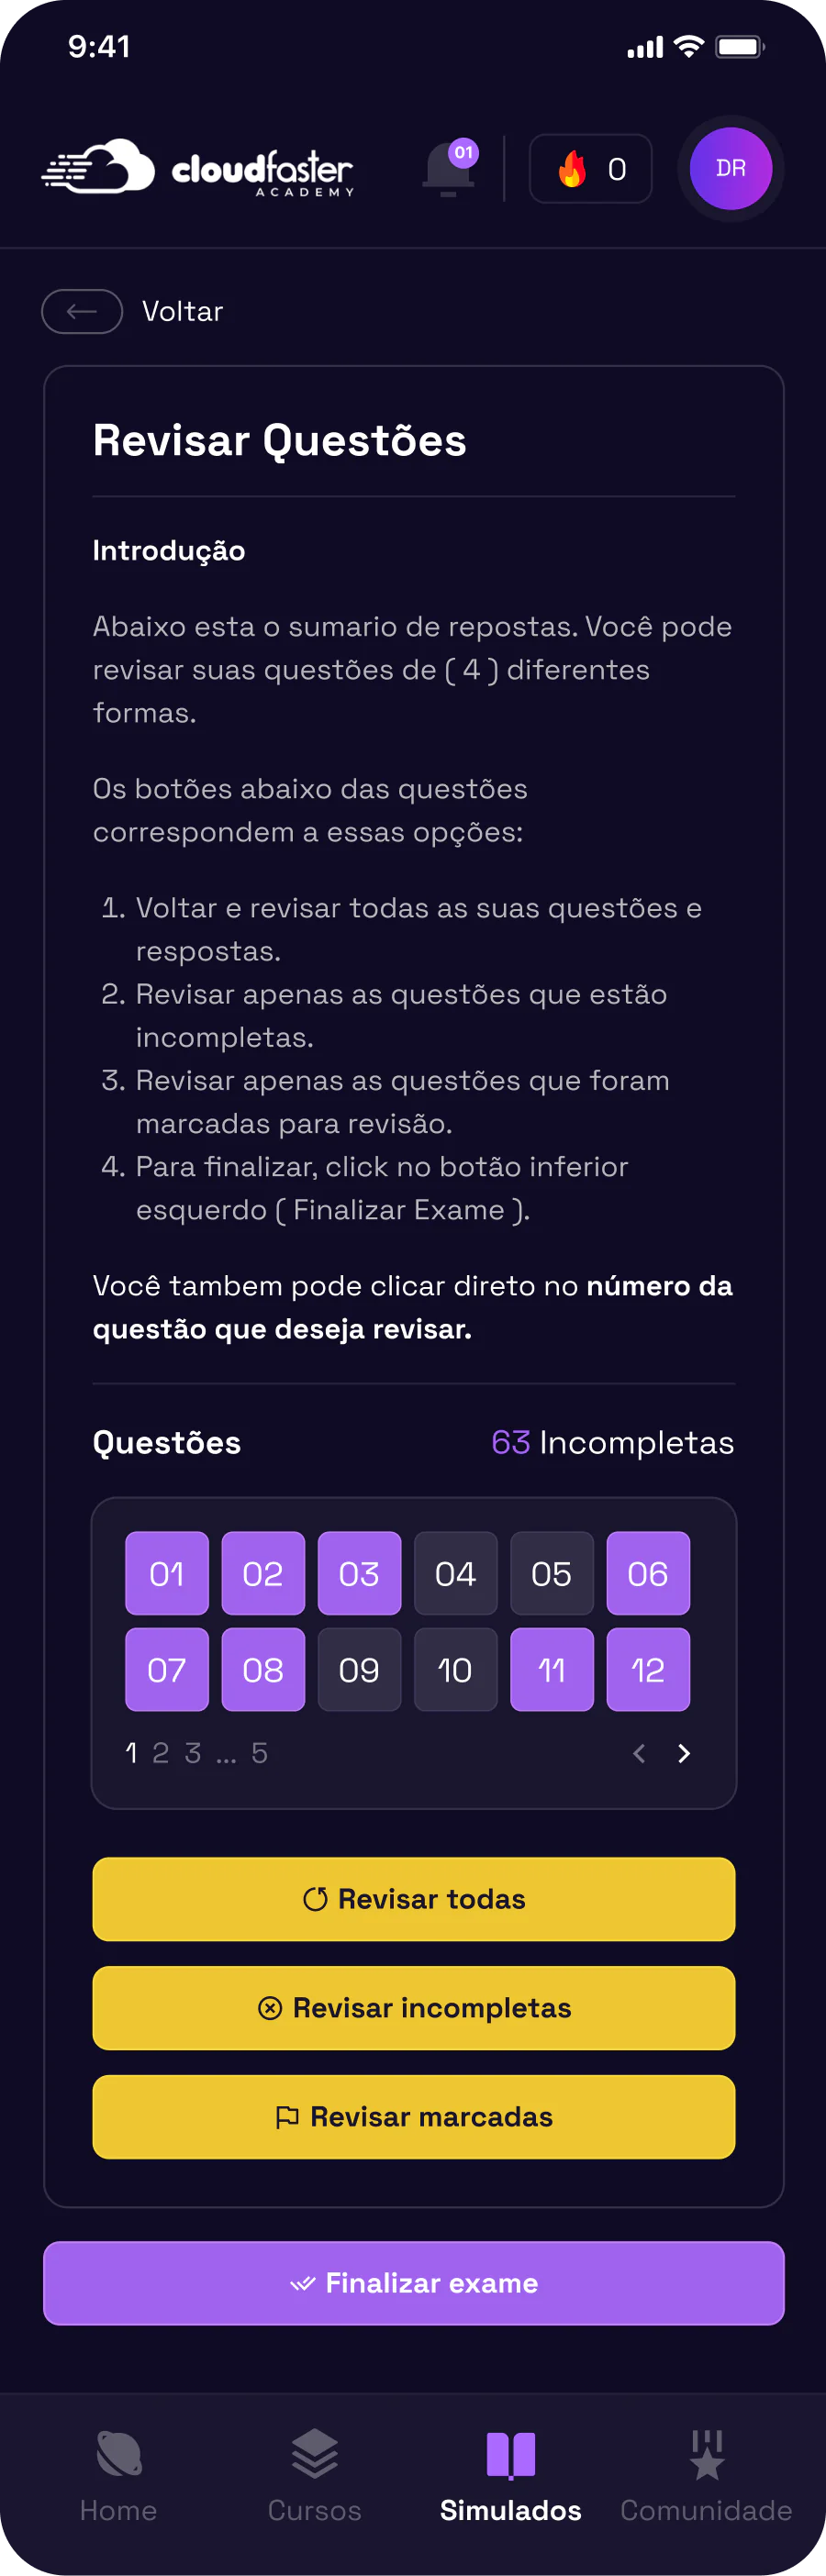 9:41
cloudfaster
ACADEMY
01
0
DR
Voltar
Revisar Questões
Introdução
Abaixo esta o sumario de repostas. Você pode
revisar suas questões de ( 4 ) diferentes
formas.
Os botões abaixo das questões
correspondem a essas opções:
1. Voltar e revisar todas as suas questões e
respostas.
2. Revisar apenas as questões que estão
incompletas.
3. Revisar apenas as questões que foram
marcadas para revisão.
4. Para finalizar, click no botão inferior
esquerdo ( Finalizar Exame ).
Você tambem pode clicar direto no número da
questão que deseja revisar.
Questões 63 Incompletas
01 02 03 04 05 06
07 08 09 10 11 12
1 2 3 ... 5
Revisar todas
Revisar incompletas
Revisar marcadas
Finalizar exame
Home Cursos Simulados Comunidade